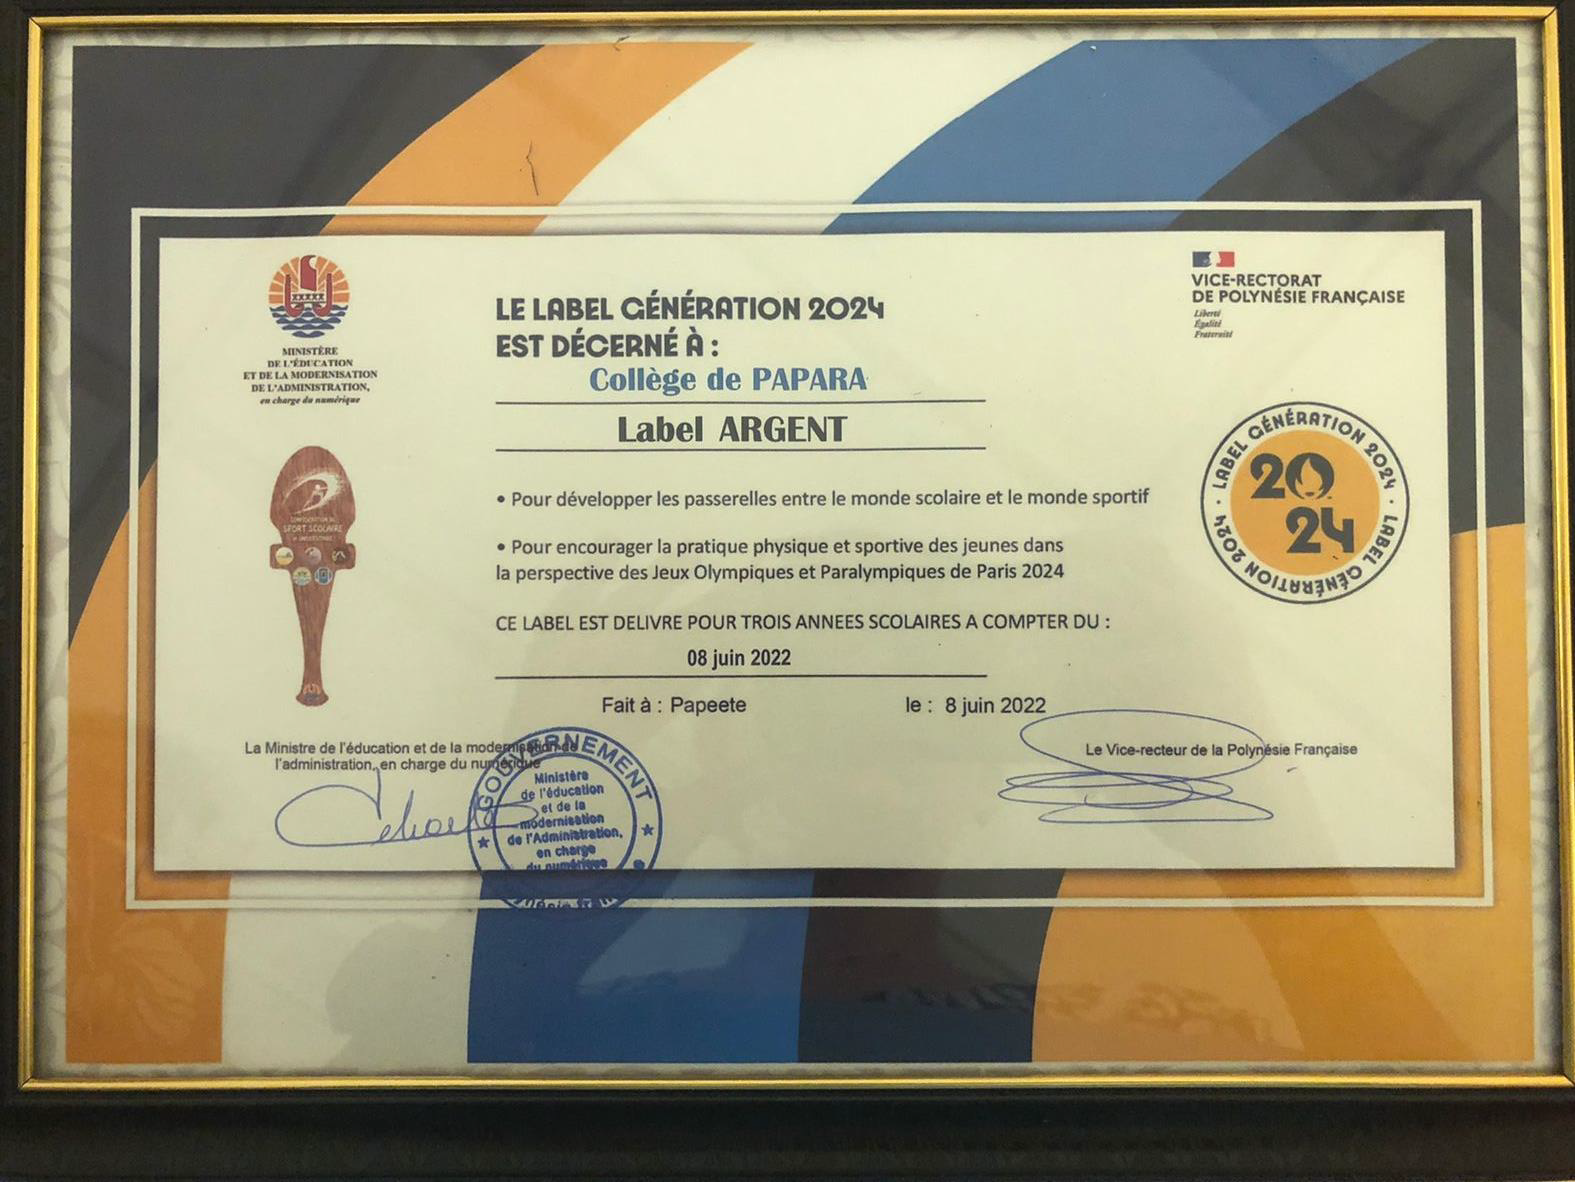 MINISTÈRE
DE L'ÉDUCATION
ET DE LA MODERNISATION
DE L'ADMINISTRATION,
en charge du numérique
LE LABEL GÉNÉRATION 2024
EST DÉCERNÉ À :
Collège de PAPARA
Label ARGENT
VICE-RECTORAT
DE POLYNÉSIE FRANÇAISE
Liberté
Égalité
Fraternité
SPORT SCOLAIRE
LABEL GÉNÉRATION 2024 · LABEL GÉNÉRATION 2024 ·
20
24
• Pour développer les passerelles entre le monde scolaire et le monde sportif
• Pour encourager la pratique physique et sportive des jeunes dans
la perspective des Jeux Olympiques et Paralympiques de Paris 2024
CE LABEL EST DELIVRE POUR TROIS ANNEES SCOLAIRES A COMPTER DU :
08 juin 2022
Fait à : Papeete le : 8 juin 2022
La Ministre de l'éducation et de la modernisation de
l'administration, en charge du numérique
Le Vice-recteur de la Polynésie Française
GOUVERNEMENT
Ministère
de l'éducation
et de la
modernisation
de l'Administration,
en charge
du numérique